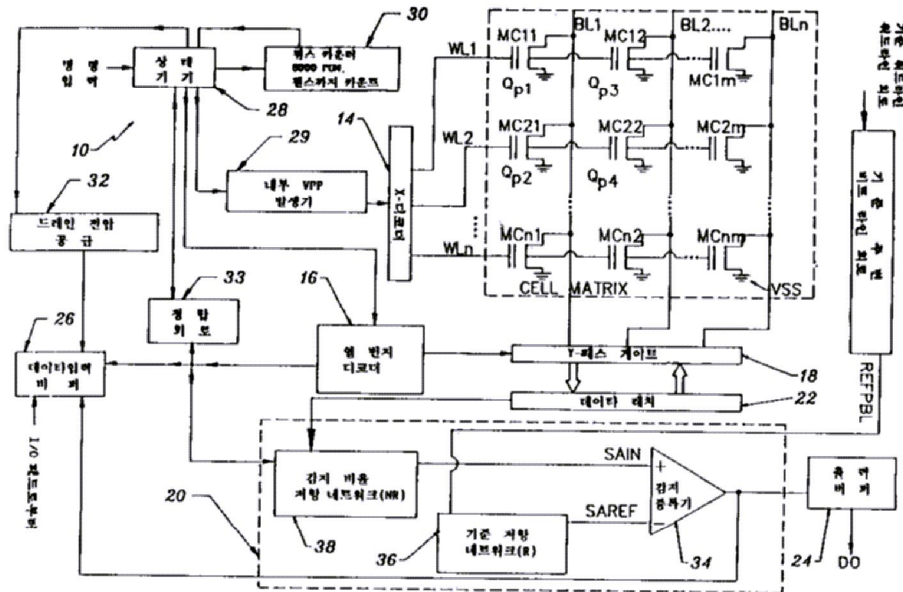 30
BL1
BL2....
BLn
MC11
MC12
MC1m
WL1
Qp1
Qp3
명 령
입 력
상 태
기 기
28
펄스 카운터
펄스까지 카운트
10
29
14
내부 VPP
발생기
X-디코더
WL2
MC21
MC22
MC2m
Qp2
Qp4
32
드레인 전압
공급
WLn
MCn1
MCn2
MCnm
CELL MATRIX
VSS
33
16
26
회 로
데이타입력
버 퍼
디코더
Y-패스 게이트
18
데이타 래치
22
REFPBL
I/O 패드로부터
20
감지 비율
저항 네트워크(NR)
38
SAIN
+
감지
증폭기
SAREF
−
34
36
기준 저항
네트워크(R)
출 력
버 퍼
24
DO